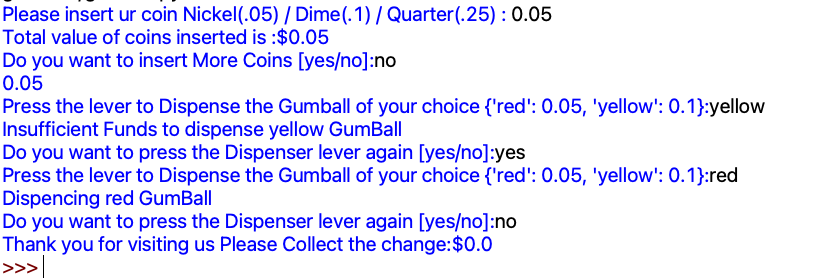 Please insert ur coin Nickel(.05) / Dime(.1) / Quarter(.25) : 0.05
Total value of coins inserted is :$0.05
Do you want to insert More Coins [yes/no]:no
0.05
Press the lever to Dispense the Gumball of your choice {'red': 0.05, 'yellow': 0.1}:yellow
Insufficient Funds to dispense yellow GumBall
Do you want to press the Dispenser lever again [yes/no]:yes
Press the lever to Dispense the Gumball of your choice {'red': 0.05, 'yellow': 0.1}:red
Dispencing red GumBall
Do you want to press the Dispenser lever again [yes/no]:no
Thank you for visiting us Please Collect the change:$0.0
>>>